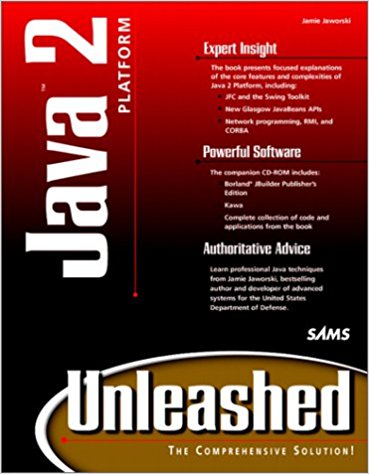 Jamie Jaworski
Java™ 2
PLATFORM
Expert Insight
The book presents focused explanations
of the core features and complexities of
Java 2 Platform, including:
• JFC and the Swing Toolkit
• New Glasgow JavaBeans APIs
• Network programming, RMI, and
CORBA
Powerful Software
The companion CD-ROM includes:
• Borland® JBuilder Publisher's
Edition
• Kawa
• Complete collection of code and
applications from the book
Authoritative Advice
Learn professional Java techniques
from Jamie Jaworski, bestselling
author and developer of advanced
systems for the United States
Department of Defense.
SAMS
Unleashed
THE COMPREHENSIVE SOLUTION!